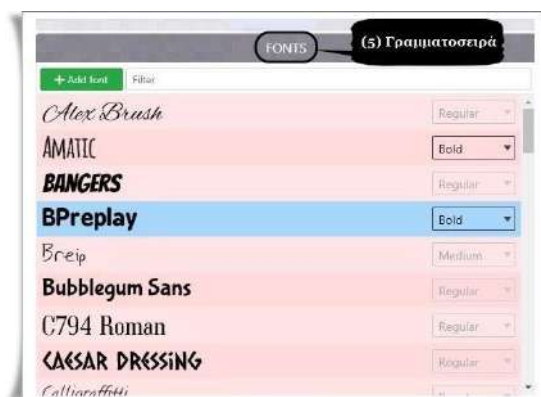 FONTS
(5) Γραμματοσειρά
+ Add font
Filter
Alex Brush
Regular
AMATIC
Bold
BANGERS
Regular
BPreplay
Bold
Breip
Medium
Bubblegum Sans
Regular
C794 Roman
Regular
CAESAR DRESSING
Regular
Calligraffitti